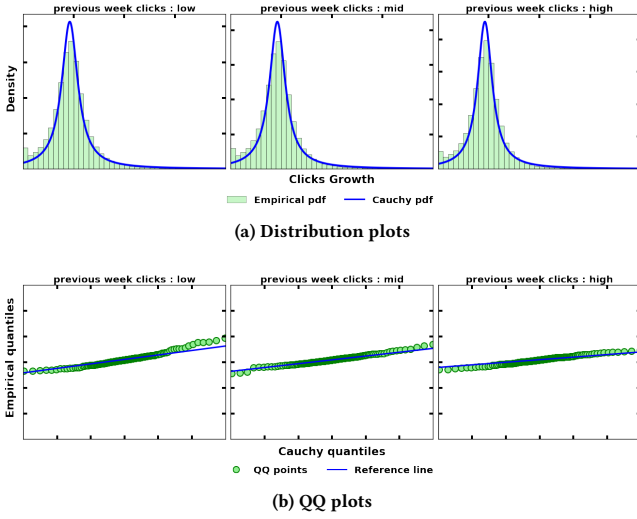 previous week clicks : low
previous week clicks : mid
previous week clicks : high
Density
Clicks Growth
Empirical pdf
Cauchy pdf
(a) Distribution plots
previous week clicks : low
previous week clicks : mid
previous week clicks : high
Empirical quantiles
Cauchy quantiles
QQ points
Reference line
(b) QQ plots